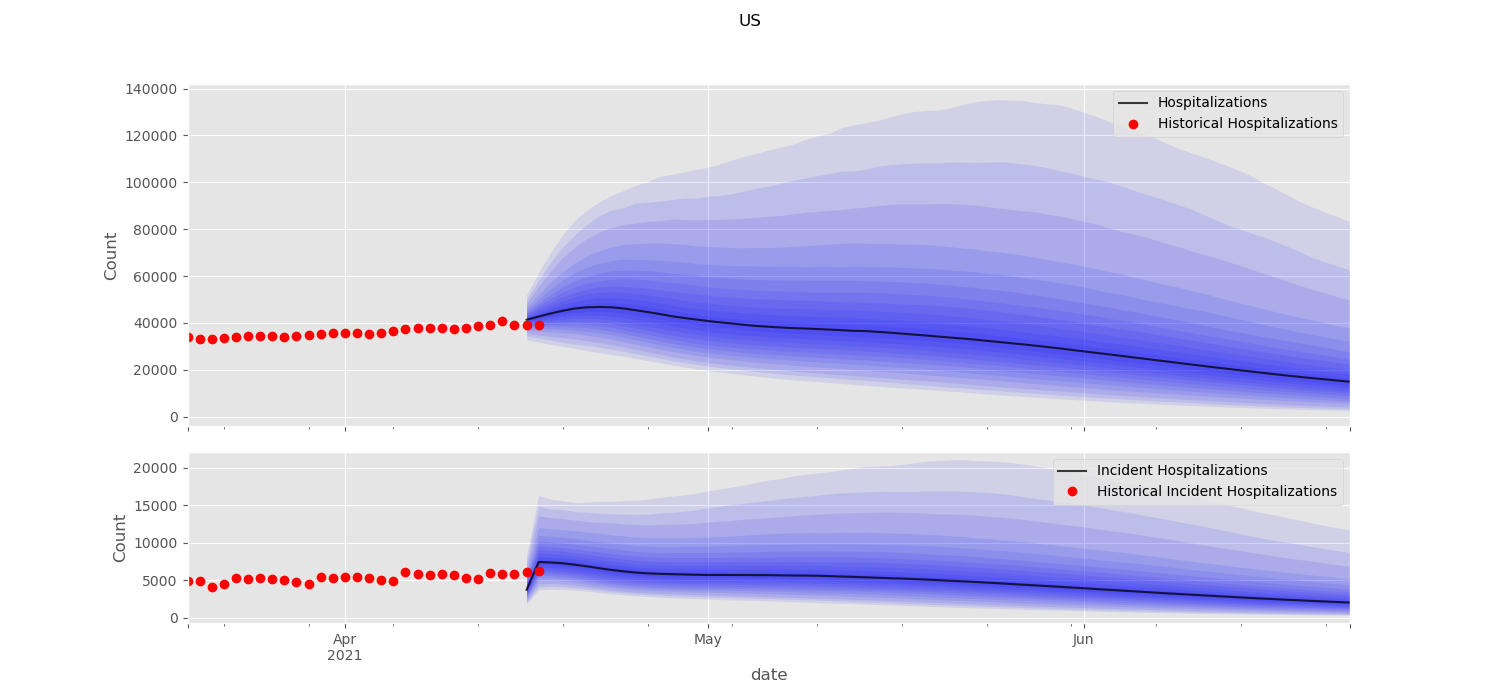 US
140000
120000
100000
80000
60000
40000
20000
0
Count
Hospitalizations
Historical Hospitalizations
20000
15000
10000
5000
0
Count
Incident Hospitalizations
Historical Incident Hospitalizations
Apr
2021
May
Jun
date